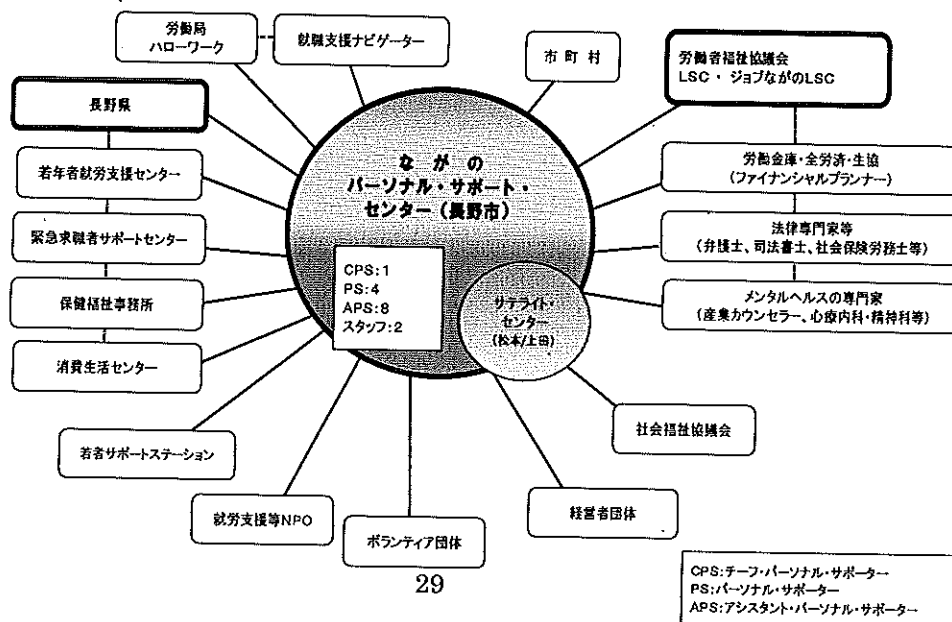 労働局
ハローワーク
就職支援ナビゲーター
市町村
労働者福祉協議会
LSC・ジョブながのLSC
長野県
若年者就労支援センター
緊急求職者サポートセンター
保健福祉事務所
消費生活センター
若者サポートステーション
就労支援等NPO
ボランティア団体
経営者団体
社会福祉協議会
労働金庫・全労済・生協
(ファイナンシャルプランナー)
法律専門家等
(弁護士、司法書士、社会保険労務士等)
メンタルヘルスの専門家
(産業カウンセラー、心療内科・精神科等)
ながの
パーソナル・サポート・
センター(長野市)
CPS:1
PS:4
APS:8
スタッフ:2
サテライト・
センター
(松本/上田)
29
CPS:チーフ・パーソナル・サポーター
PS:パーソナル・サポーター
APS:アシスタント・パーソナル・サポーター